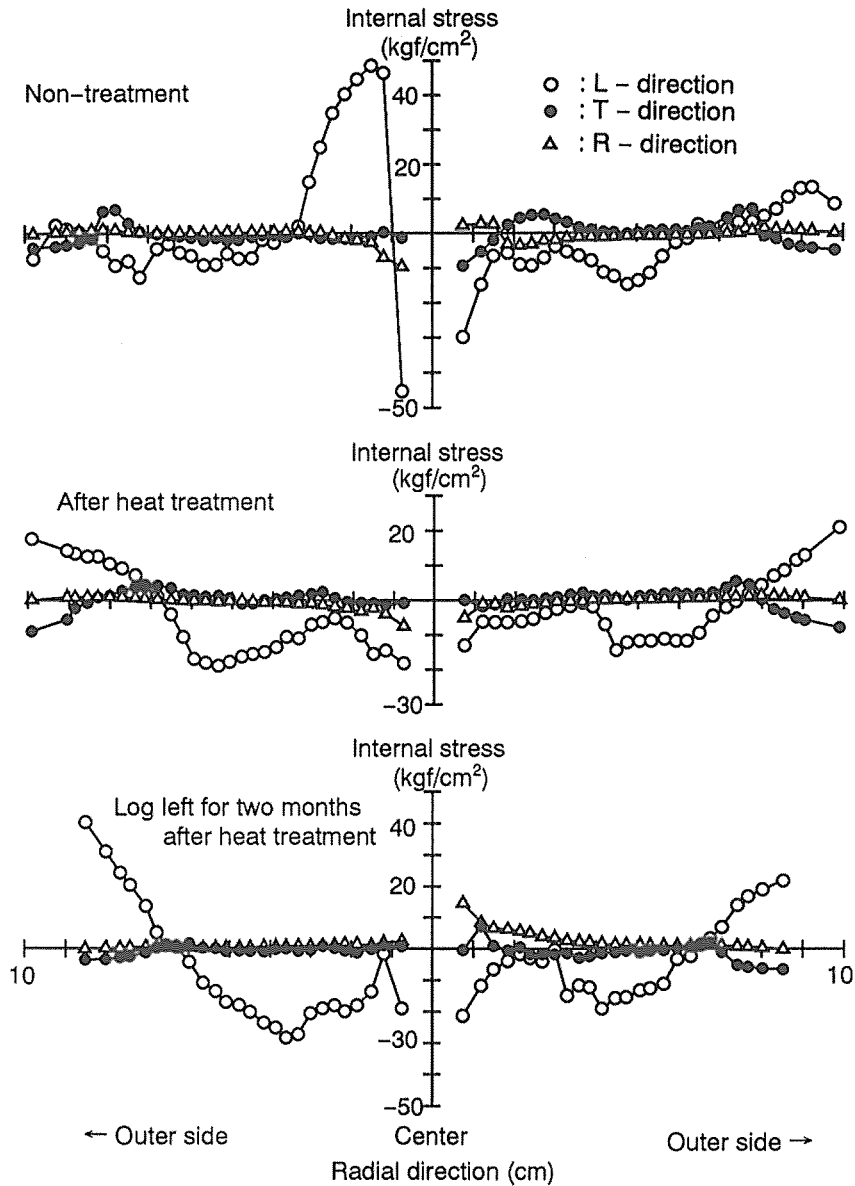 Internal stress
(kgf/cm²)
Non-treatment
○ : L - direction
● : T - direction
△ : R - direction
40
20
-50
Internal stress
(kgf/cm²)
After heat treatment
20
-30
Internal stress
(kgf/cm²)
Log left for two months
after heat treatment
40
20
10
10
-30
-50
← Outer side
Center
Outer side →
Radial direction (cm)